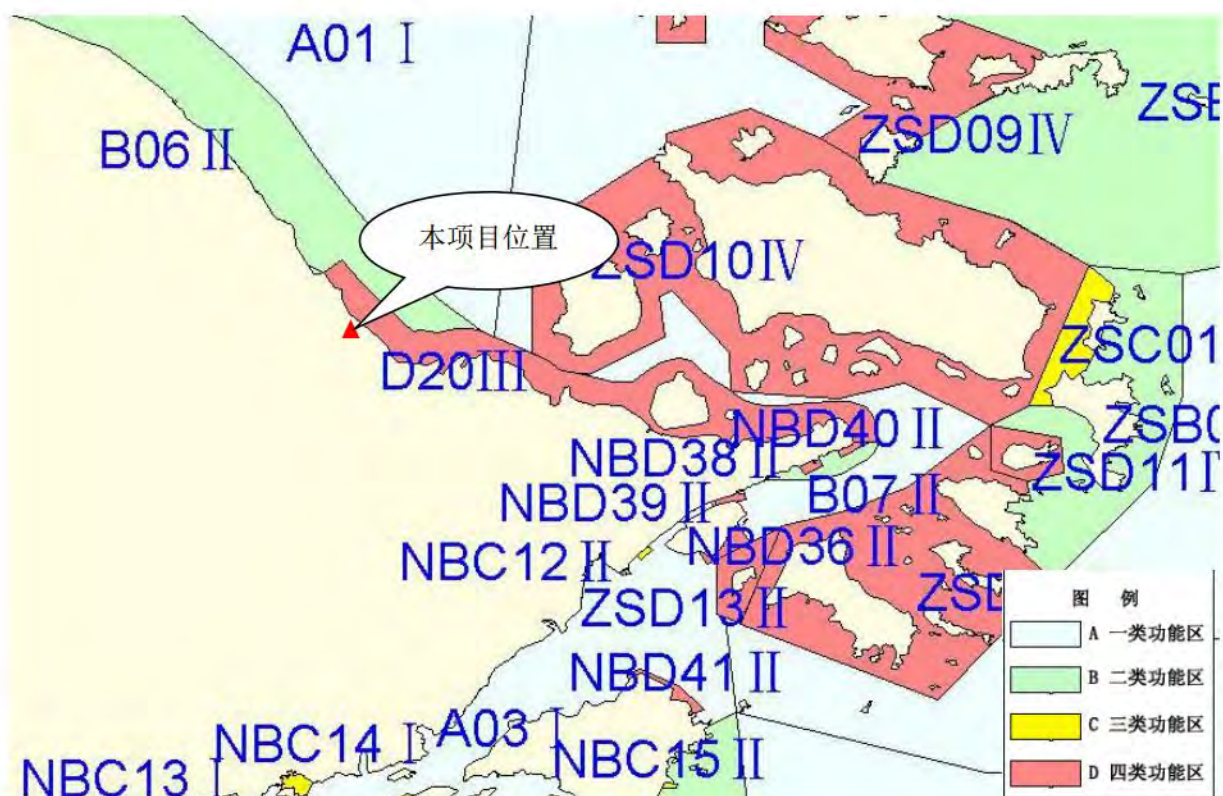 A01 I
B06 II
ZSD09IV
本项目位置
ZSD10IV
ZSC01
D20III
NBD40 II
NBD38 II
ZSD11
NBD39 II
B07 II
NBC12 II
NBD36 II
ZSD13 II
NBD41 II
A03 I
NBC14 I
NBC15 II
NBC13 I
图 例
A 一类功能区
B 二类功能区
C 三类功能区
D 四类功能区